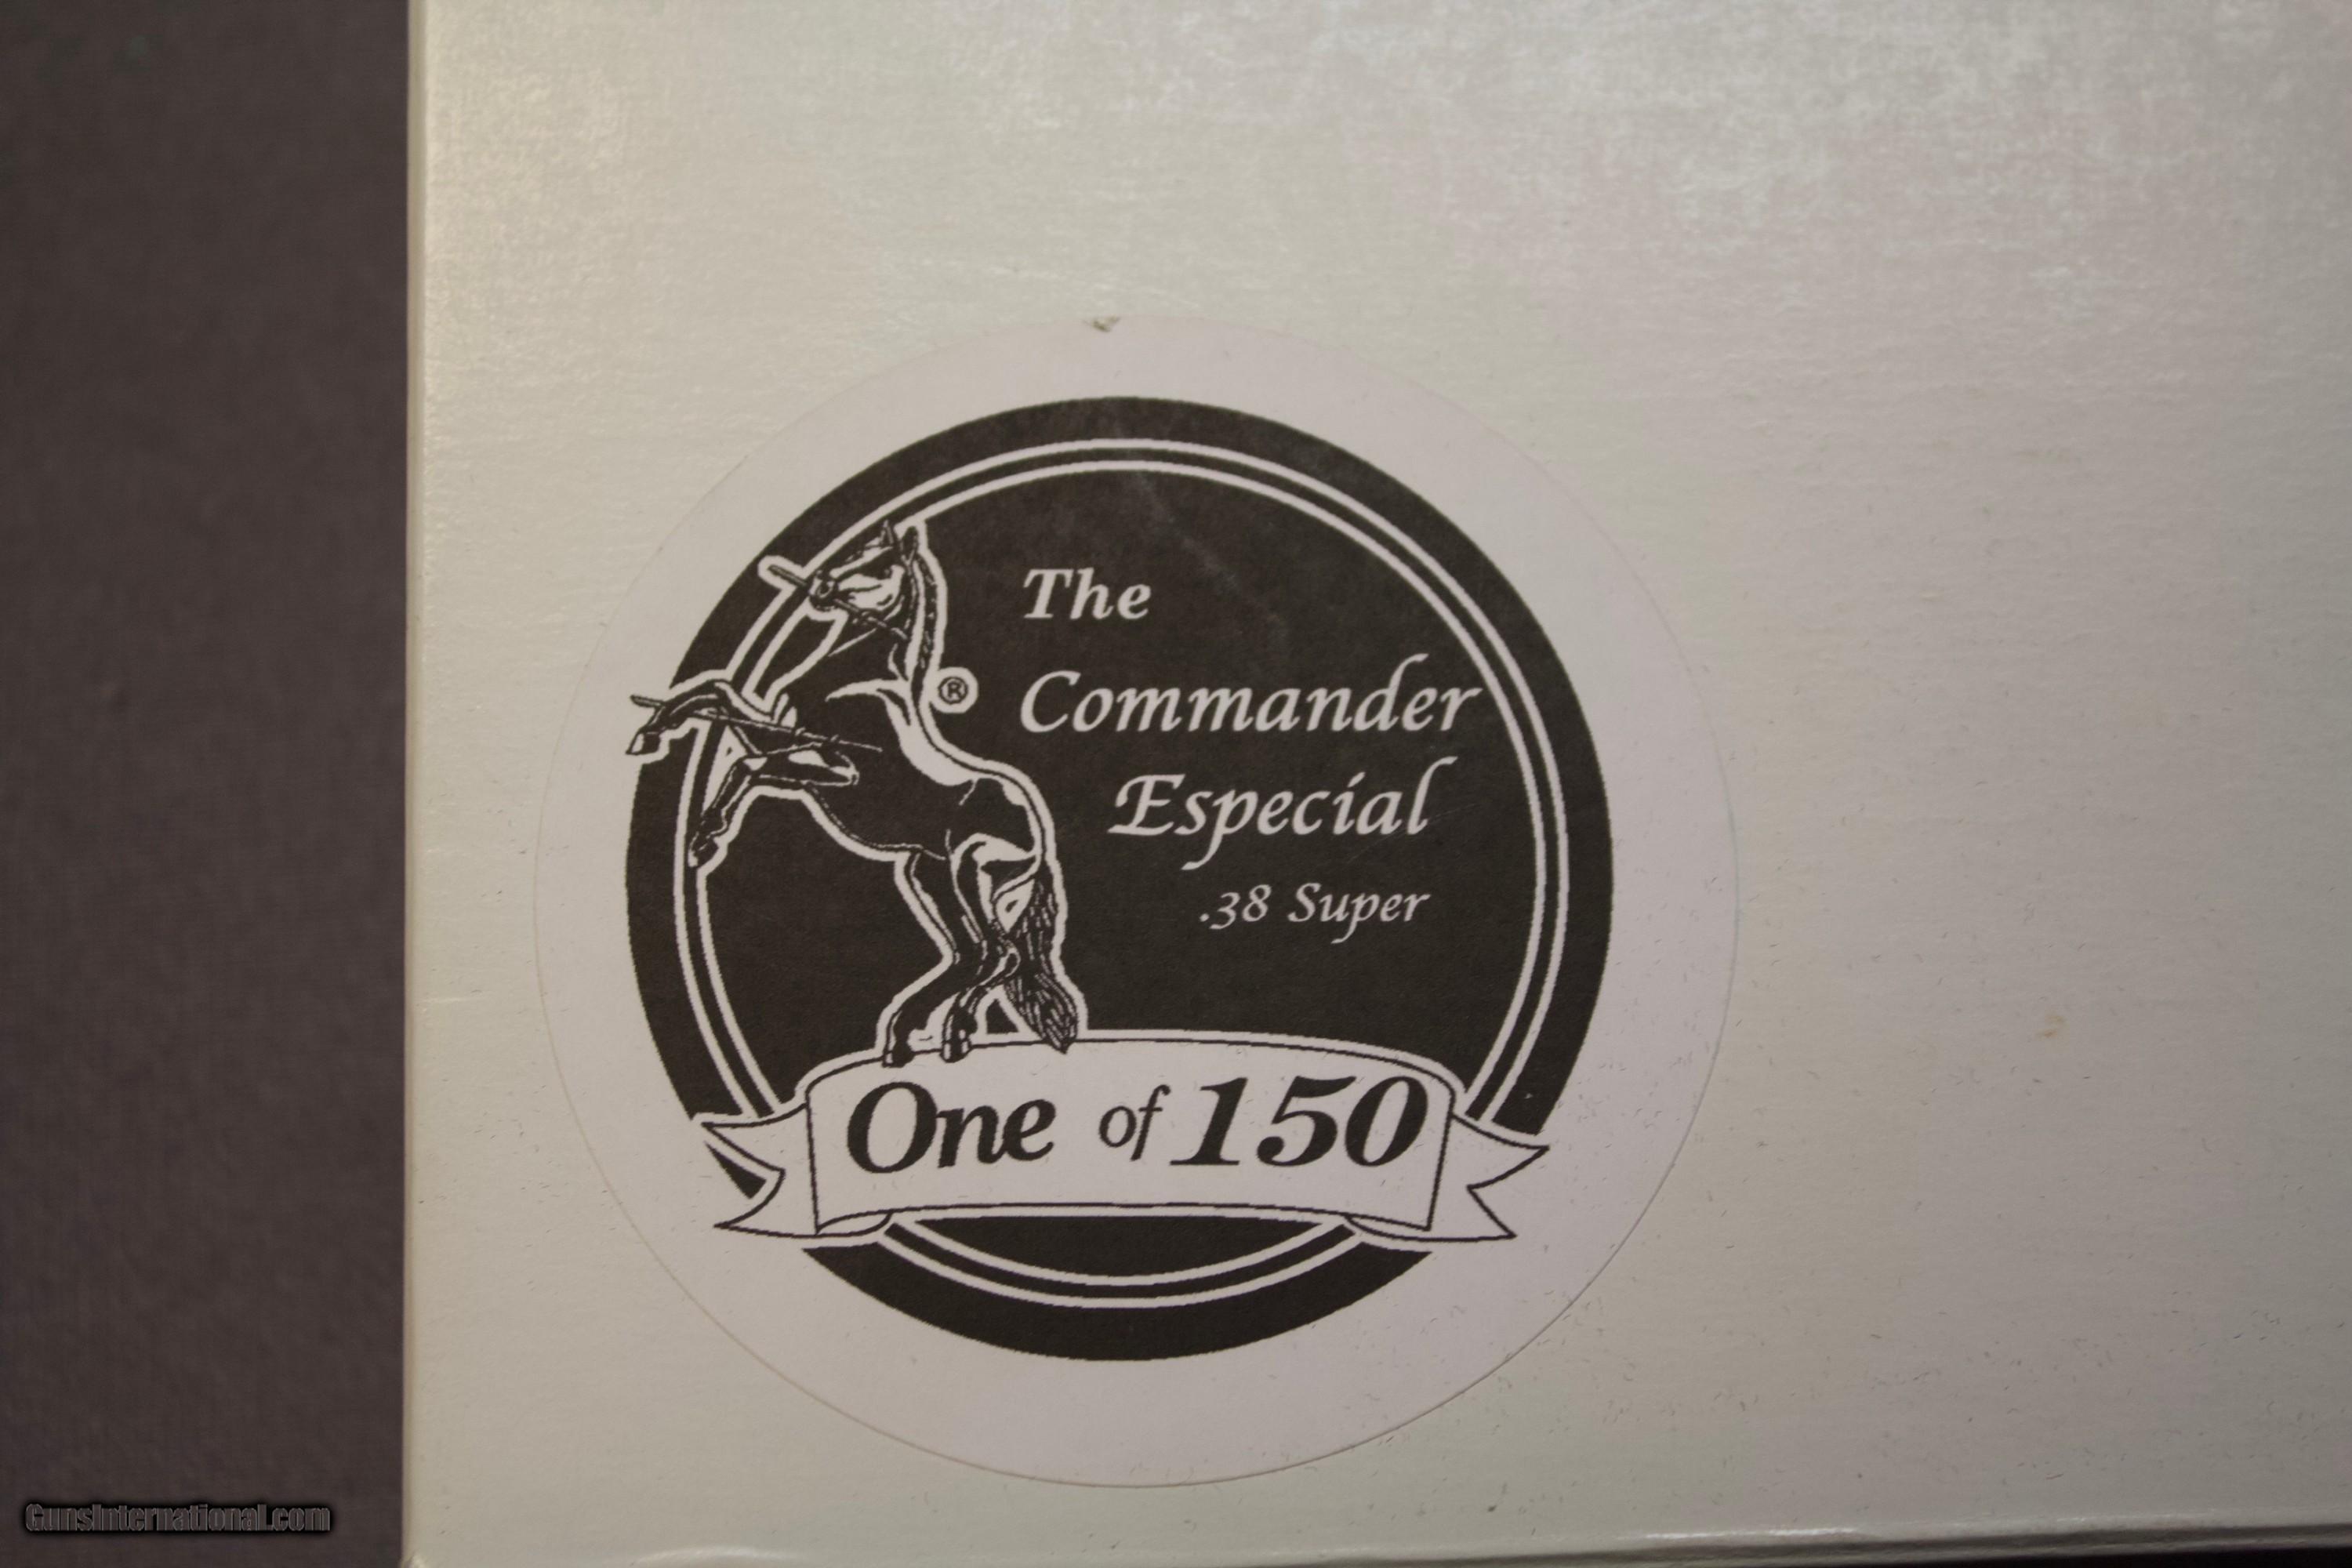 The
®
Commander
Especial
.38 Super
One of 150
GunsInternational.com